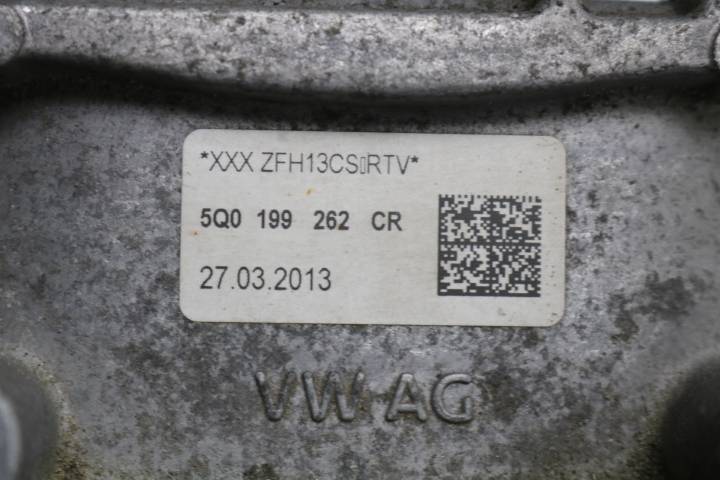 *XXX ZFH13CS▯RTV*
5Q0 199 262 CR
27.03.2013
VW AG